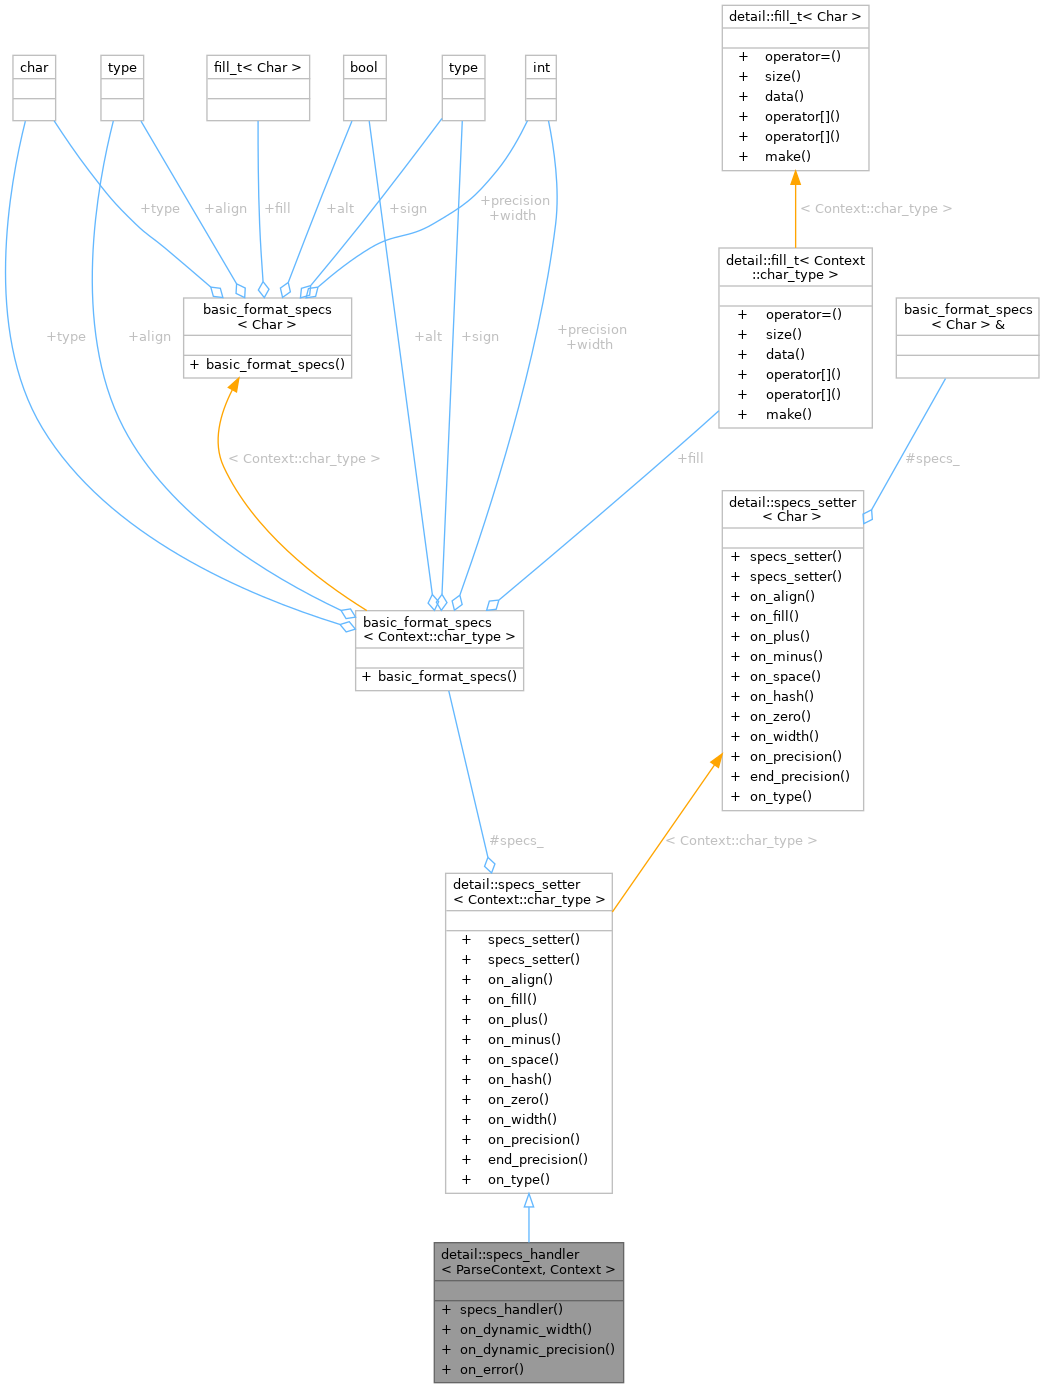 detail::fill_t< Char >
+ operator=()
+ size()
+ data()
+ operator[]()
+ operator[]()
+ make()
char
type
fill_t< Char >
bool
type
int
+type
+align
+fill
+alt
+sign
+precision
+width
< Context::char_type >
detail::fill_t< Context
::char_type >
+ operator=()
+ size()
+ data()
+ operator[]()
+ operator[]()
+ make()
basic_format_specs
< Char >
+ basic_format_specs()
basic_format_specs
< Char > &
+type
+align
+alt
+sign
+precision
+width
< Context::char_type >
+fill
#specs_
detail::specs_setter
< Char >
+ specs_setter()
+ specs_setter()
+ on_align()
+ on_fill()
+ on_plus()
+ on_minus()
+ on_space()
+ on_hash()
+ on_zero()
+ on_width()
+ on_precision()
+ end_precision()
+ on_type()
basic_format_specs
< Context::char_type >
+ basic_format_specs()
#specs_
< Context::char_type >
detail::specs_setter
< Context::char_type >
+ specs_setter()
+ specs_setter()
+ on_align()
+ on_fill()
+ on_plus()
+ on_minus()
+ on_space()
+ on_hash()
+ on_zero()
+ on_width()
+ on_precision()
+ end_precision()
+ on_type()
detail::specs_handler
< ParseContext, Context >
+ specs_handler()
+ on_dynamic_width()
+ on_dynamic_precision()
+ on_error()